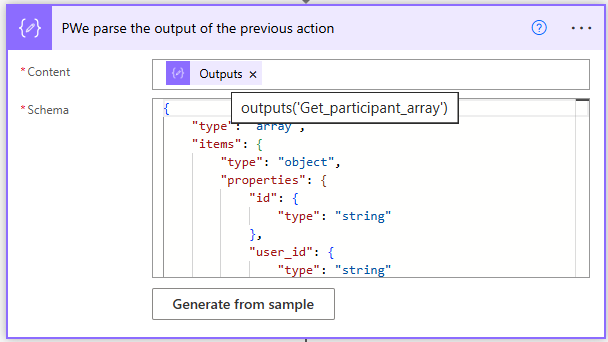 PWe parse the output of the previous action
? ...
* Content
Outputs ×
outputs('Get_participant_array')
* Schema
{
"type": "array",
"items": {
"type": "object",
"properties": {
"id": {
"type": "string"
},
"user_id": {
"type": "string"
Generate from sample